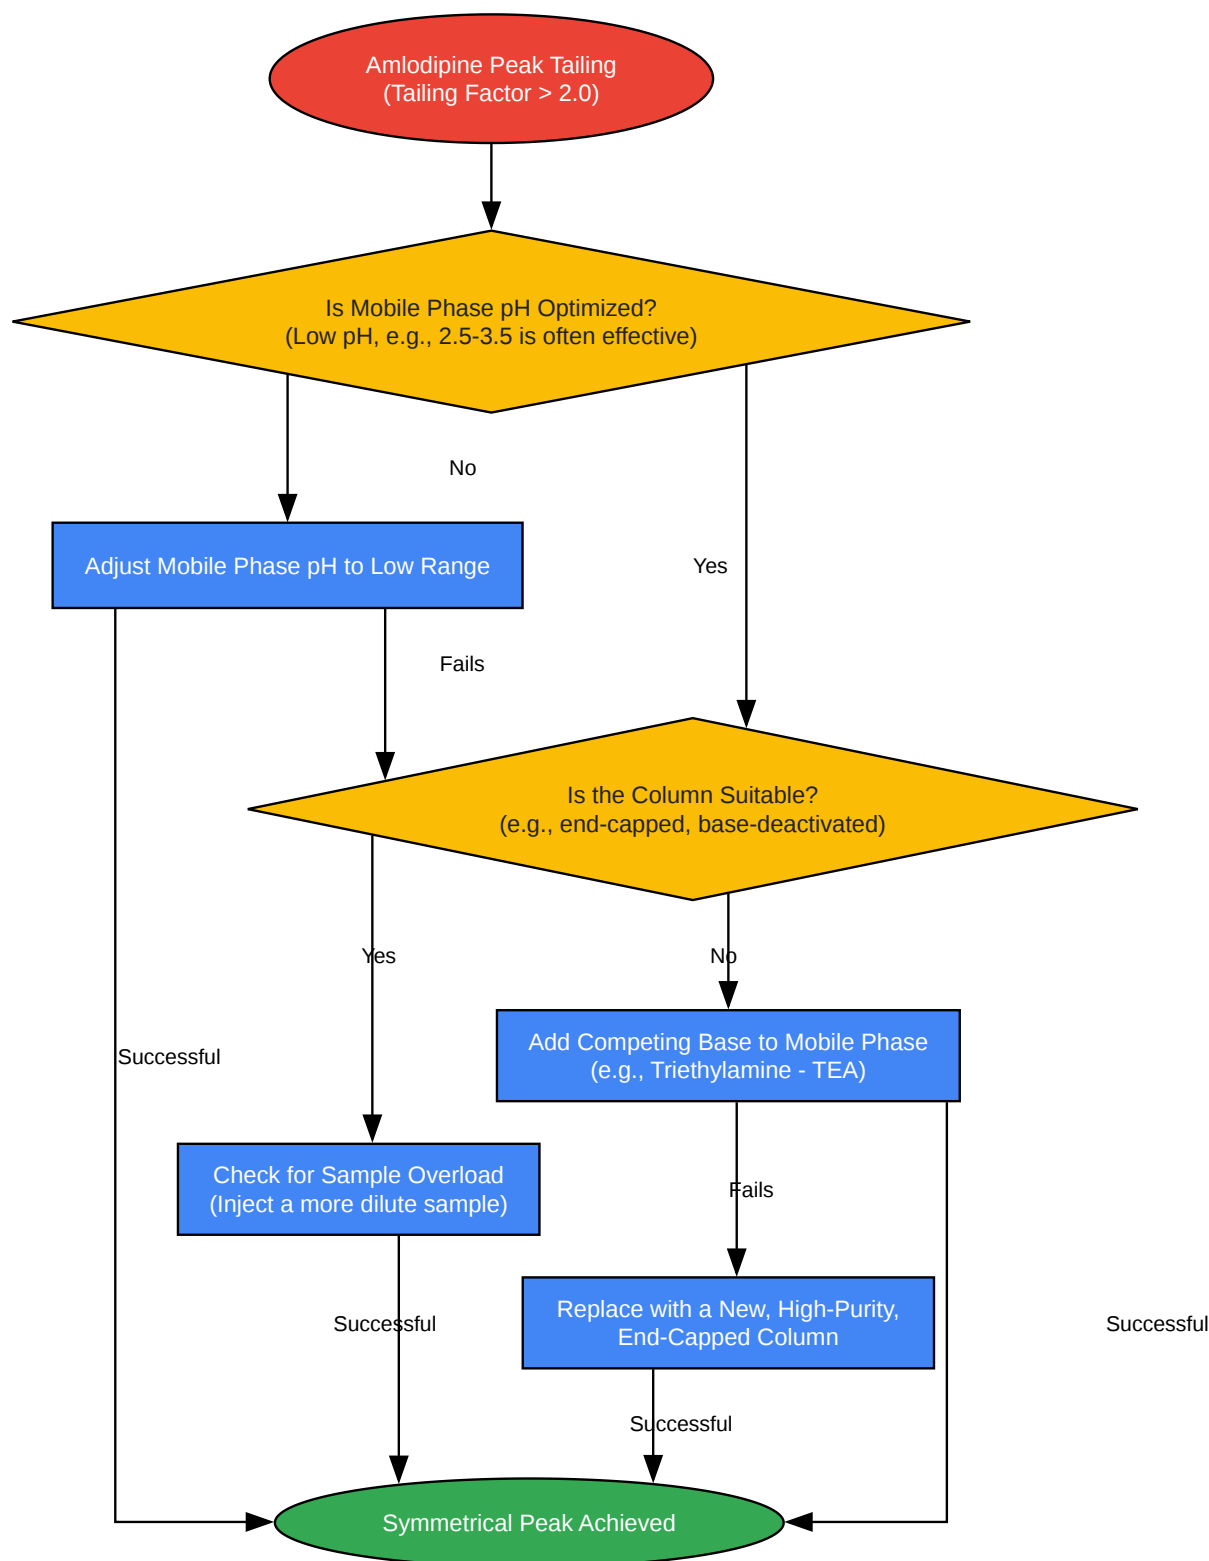 Amlodipine Peak Tailing
(Tailing Factor > 2.0)
Is Mobile Phase pH Optimized?
(Low pH, e.g., 2.5-3.5 is often effective)
No
Adjust Mobile Phase pH to Low Range
Yes
Fails
Is the Column Suitable?
(e.g., end-capped, base-deactivated)
Yes
No
Add Competing Base to Mobile Phase
(e.g., Triethylamine - TEA)
Successful
Check for Sample Overload
(Inject a more dilute sample)
Fails
Replace with a New, High-Purity,
End-Capped Column
Successful
Successful
Successful
Symmetrical Peak Achieved